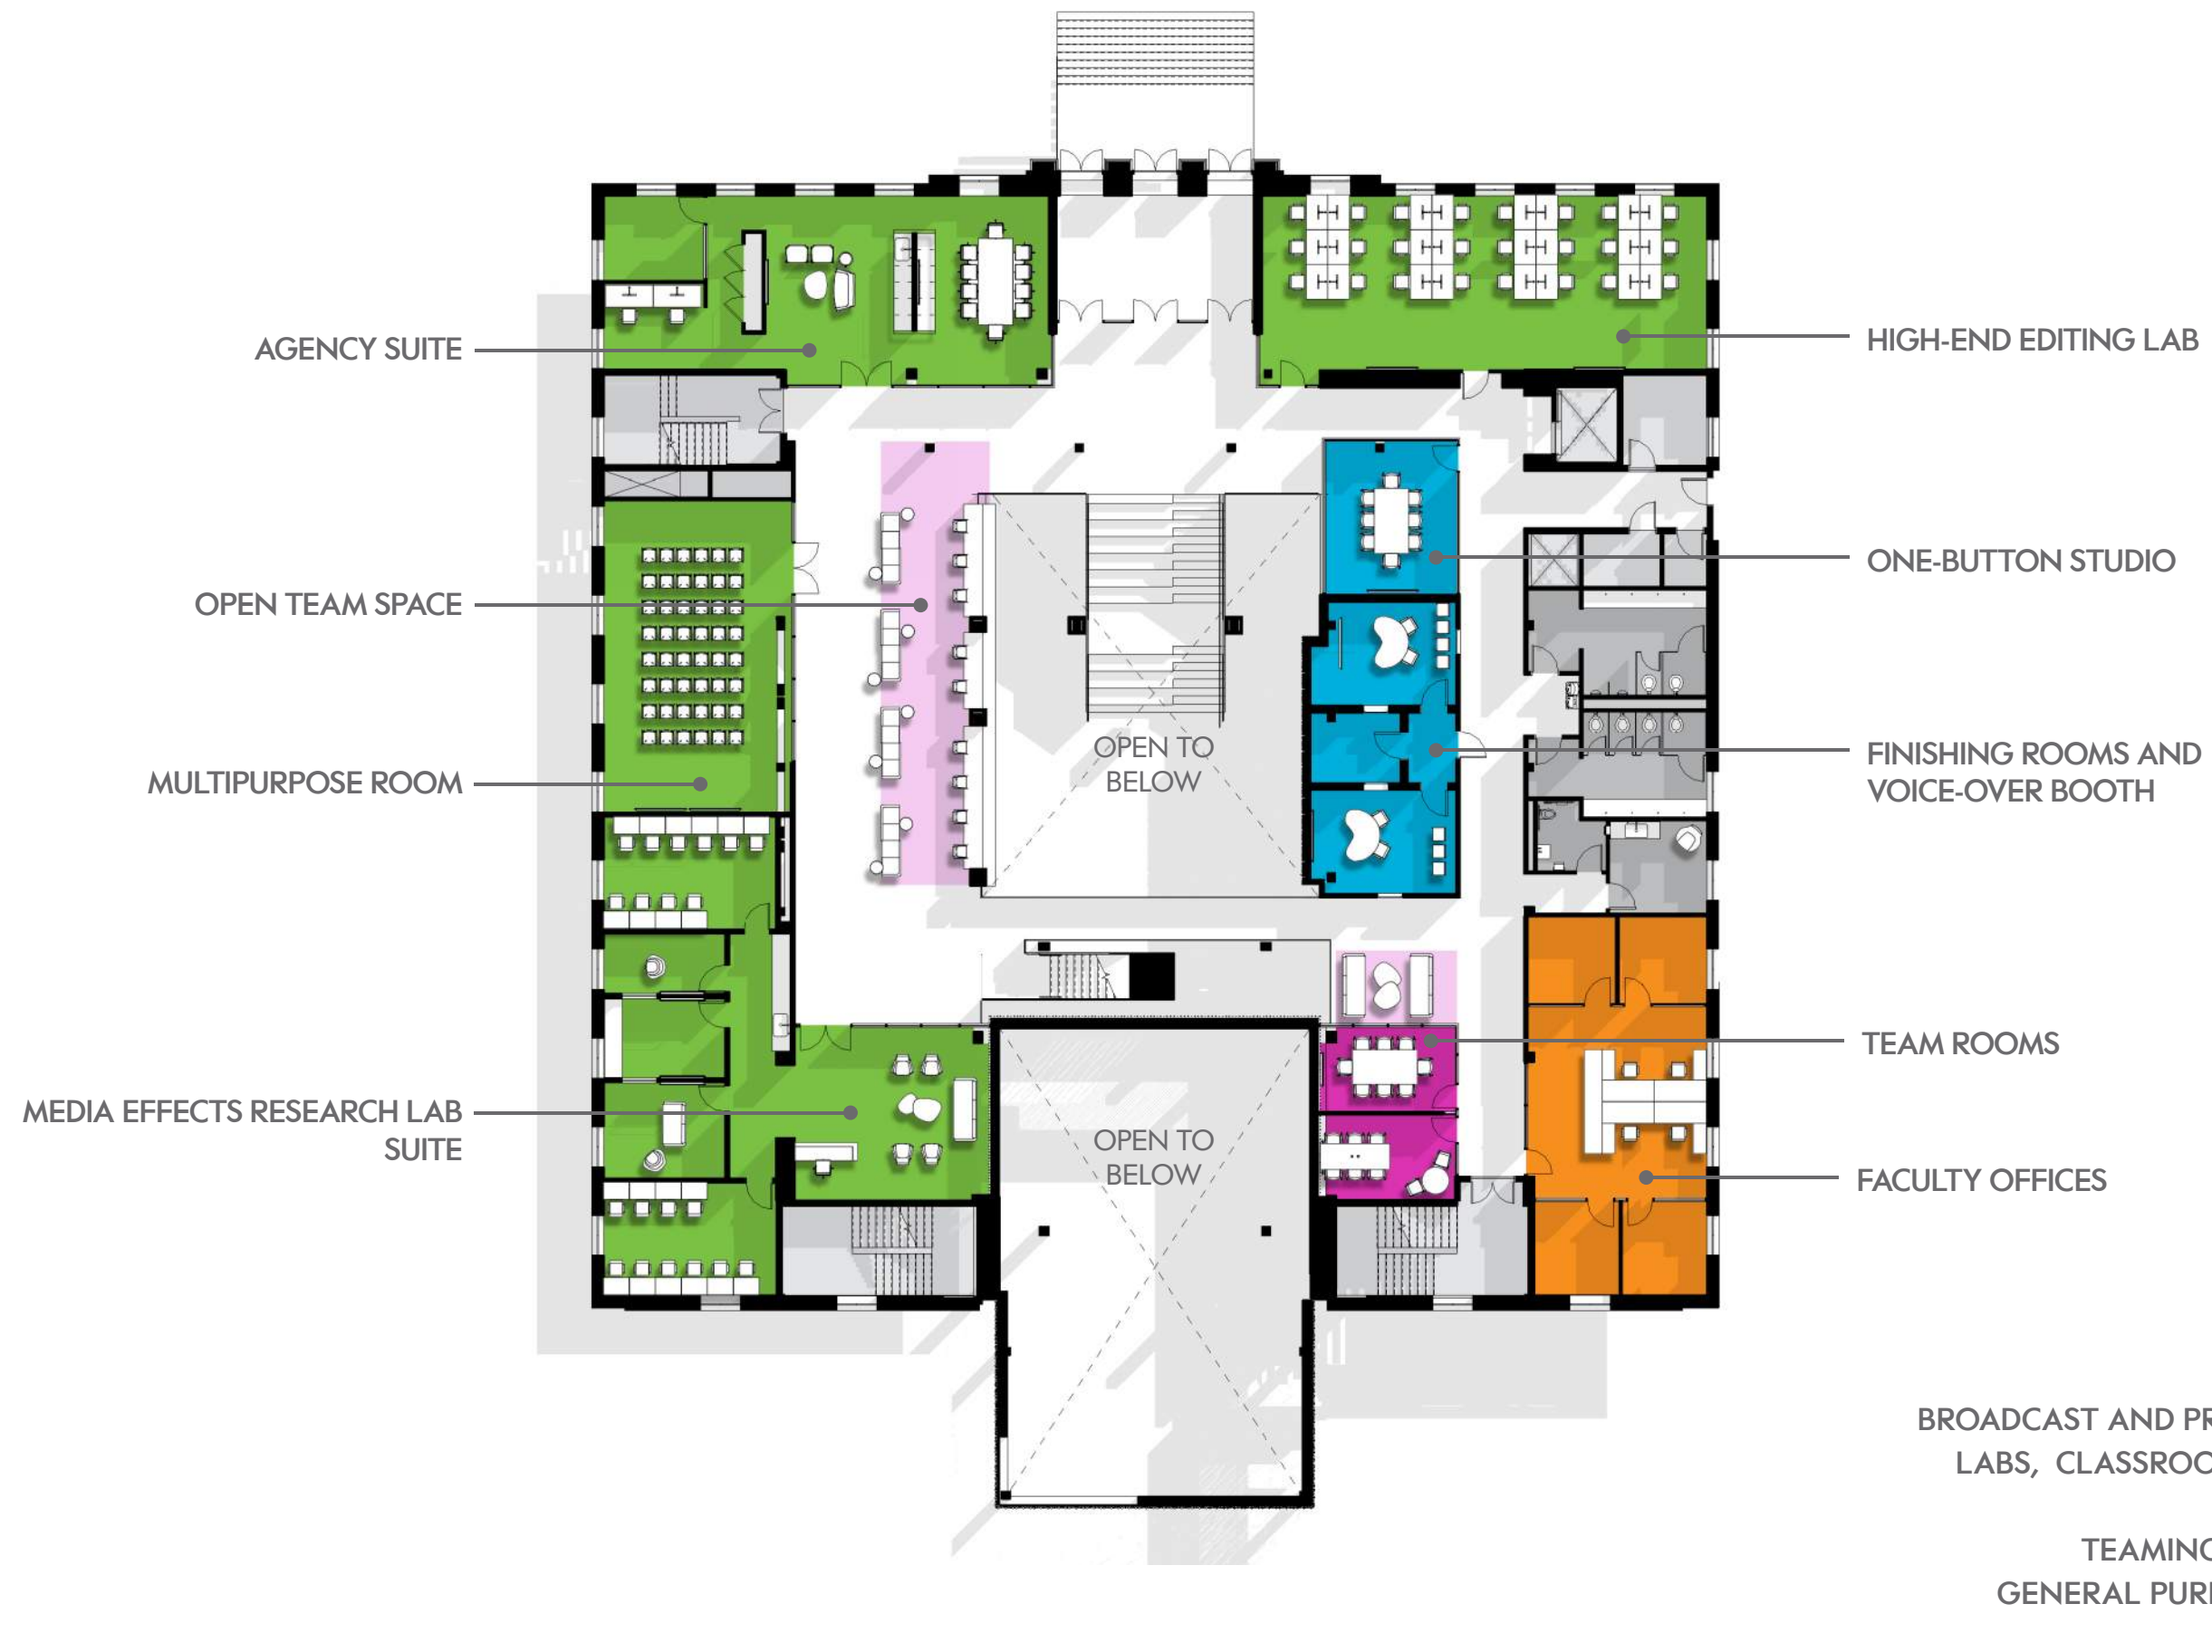 AGENCY SUITE
HIGH-END EDITING LAB
ONE-BUTTON STUDIO
OPEN TEAM SPACE
OPEN TO
BELOW
FINISHING ROOMS AND
VOICE-OVER BOOTH
MULTIPURPOSE ROOM
TEAM ROOMS
MEDIA EFFECTS RESEARCH LAB
SUITE
OPEN TO
BELOW
FACULTY OFFICES
BROADCAST AND
LABS,
GENERAL